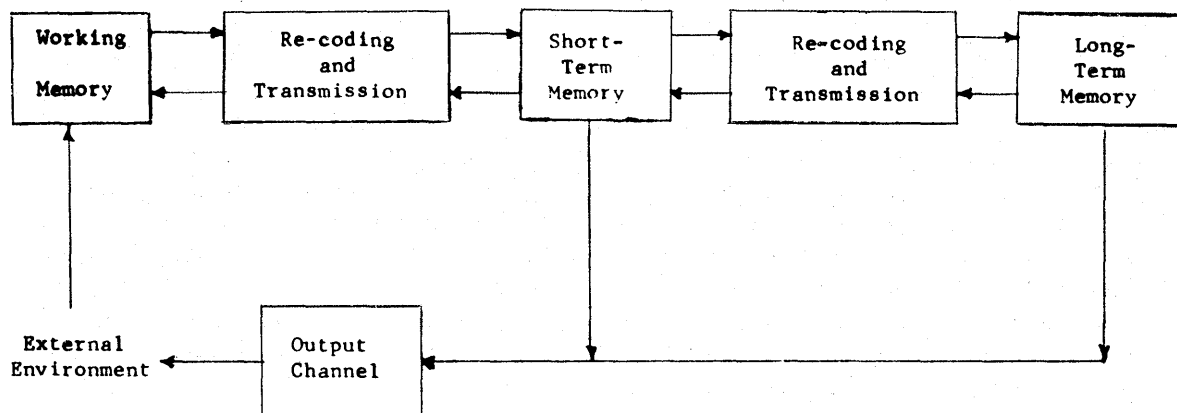 Working
Memory
Re-coding
and
Transmission
Short-
Term
Memory
Re-coding
and
Transmission
Long-
Term
Memory
External
Environment
Output
Channel